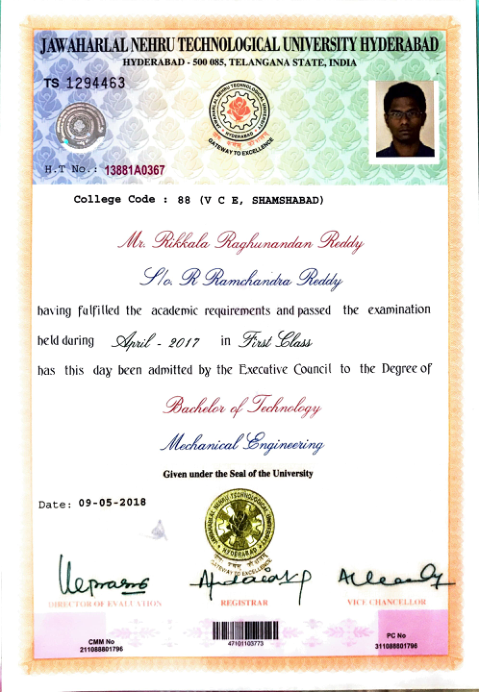 JAWAHARLAL NEHRU TECHNOLOGICAL UNIVERSITY HYDERABAD
HYDERABAD - 500 085, TELANGANA STATE, INDIA
TS 1294463
JAWAHARLAL NEHRU TECHNOLOGICAL UNIVERSITY
HYDERABAD
GATEWAY TO EXCELLENCE
H.T No.: 13881A0367
College Code : 88 (V C E, SHAMSHABAD)
Mr. Rikkala Raghunandan Reddy
S/o. R Ramchandra Reddy
having fulfilled the academic requirements and passed the examination
held during April - 2017 in First Class
has this day been admitted by the Executive Council to the Degree of
Bachelor of Technology
Mechanical Engineering
Given under the Seal of the University
Date: 09-05-2018
JAWAHARLAL NEHRU TECHNOLOGICAL UNIVERSITY
HYDERABAD
GATEWAY TO EXCELLENCE
DIRECTOR OF EVALUATION REGISTRAR VICE CHANCELLOR
CMM No
211088801796
47101103773
PC No
311088801796